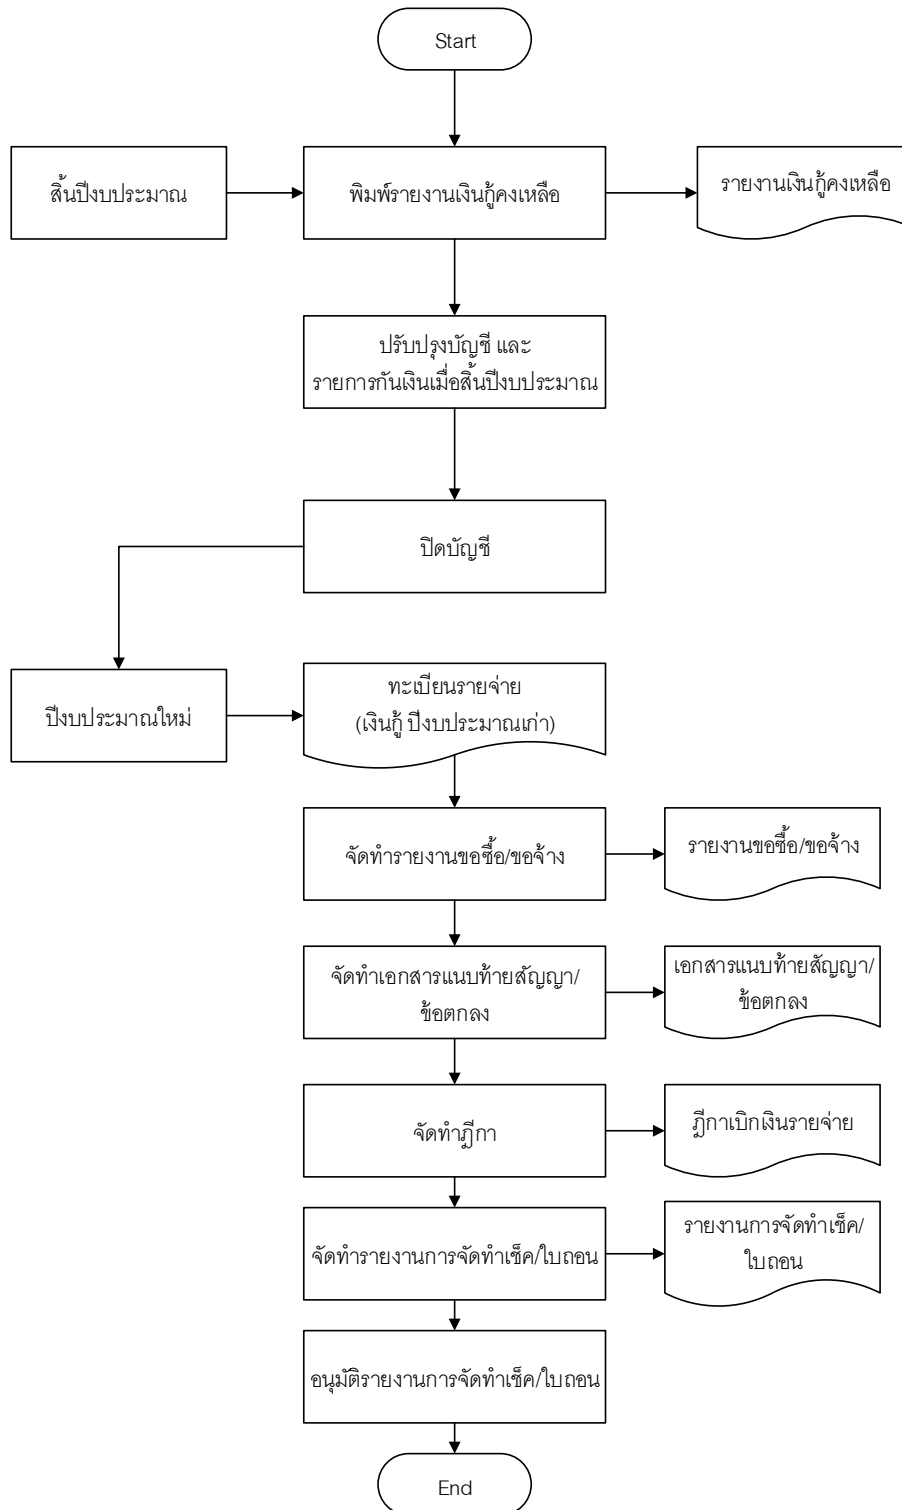 Start
สิ้นปีงบประมาณ
พิมพ์รายงานเงินกู้คงเหลือ
รายงานเงินกู้คงเหลือ
ปรับปรุงบัญชี และ
รายการกันเงินเมื่อสิ้นปีงบประมาณ
ปิดบัญชี
ปีงบประมาณใหม่
ทะเบียนรายจ่าย
(เงินกู้ ปีงบประมาณเก่า)
จัดทำรายงานขอซื้อ/ขอจ้าง
รายงานขอซื้อ/ขอจ้าง
จัดทำเอกสารแนบท้ายสัญญา/
ข้อตกลง
เอกสารแนบท้ายสัญญา/
ข้อตกลง
จัดทำฎีกา
ฎีกาเบิกเงินรายจ่าย
จัดทำรายงานการจัดทำเช็ค/ใบถอน
รายงานการจัดทำเช็ค/
ใบถอน
อนุมัติรายงานการจัดทำเช็ค/ใบถอน
End